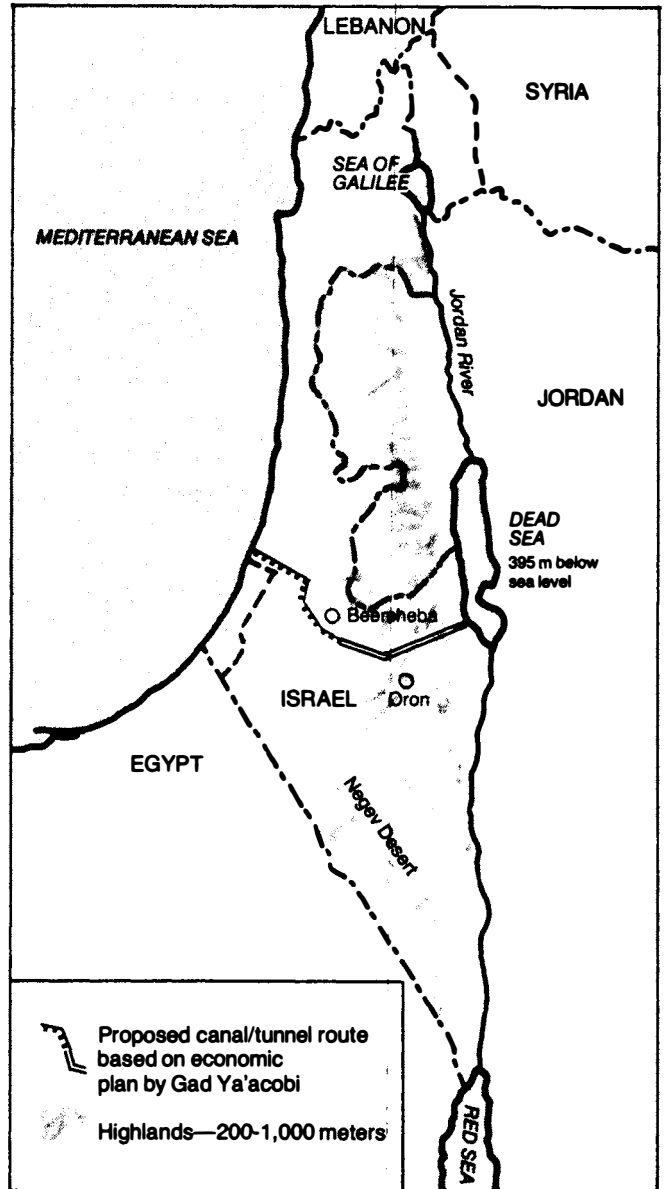 LEBANON
SYRIA
SEA OF
GALILEE
MEDITERRANEAN SEA
Jordan River
JORDAN
DEAD
SEA
395 m below
sea level
Beersheba
ISRAEL
Oron
EGYPT
Negev Desert
Proposed canal/tunnel route
based on economic
plan by Gad Ya'acobi
Highlands—200-1,000 meters
RED SEA